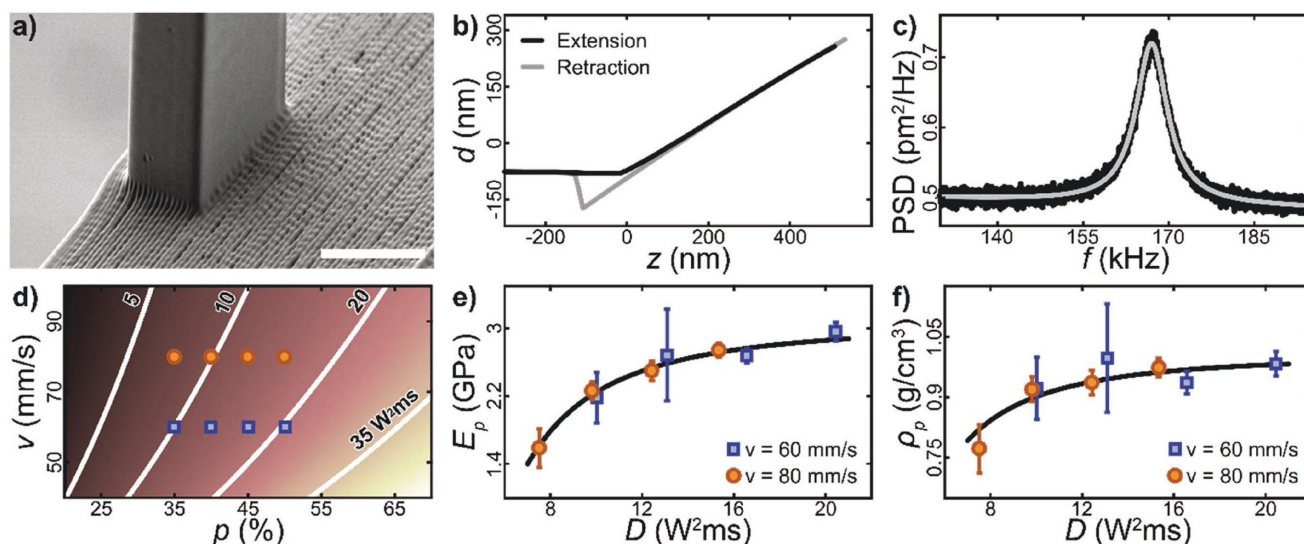 a)
b)
Extension
Retraction
300
150
0
-150
d (nm)
-200
0
200
400
z (nm)
c)
0.7
0.6
0.5
PSD (pm²/Hz)
140
155
170
185
f (kHz)
d)
5
10
20
35 W²ms
90
70
50
v (mm/s)
25
35
45
55
65
p (%)
e)
3
2.2
1.4
Eₚ (GPa)
v = 60 mm/s
v = 80 mm/s
8
12
16
20
D (W²ms)
f)
1.05
0.9
0.75
ρₚ (g/cm³)
v = 60 mm/s
v = 80 mm/s
8
12
16
20
D (W²ms)